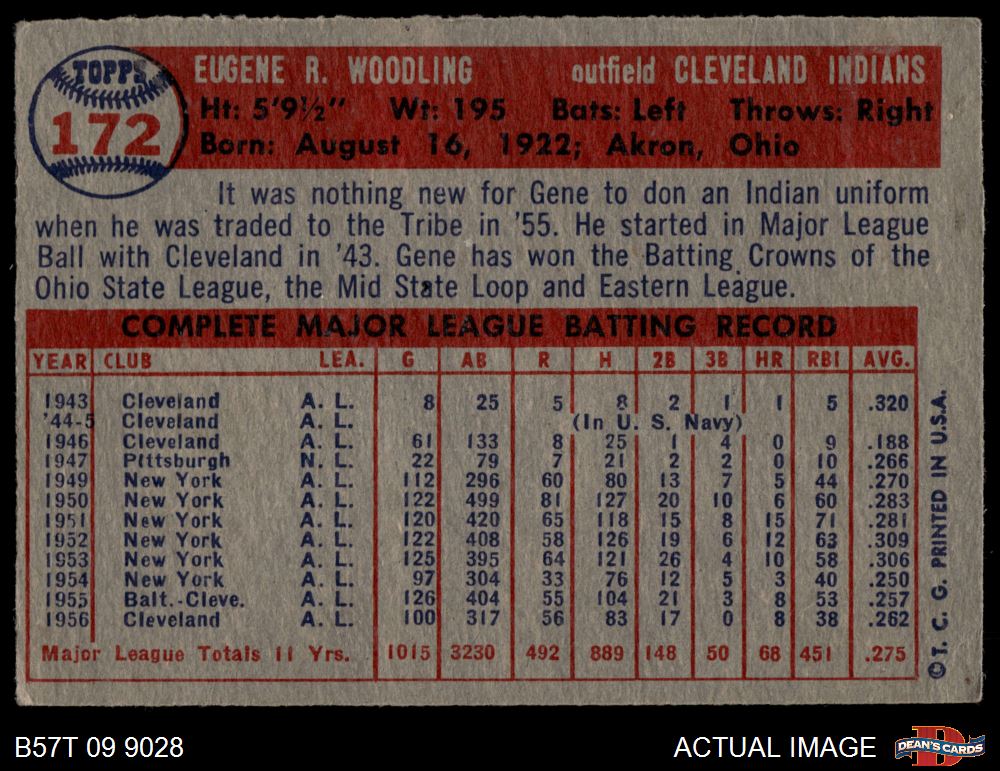 TOPPS
172
EUGENE R. WOODLING outfield CLEVELAND INDIANS
Ht: 5'9½" Wt: 195 Bats: Left Throws: Right
Born: August 16, 1922; Akron, Ohio
It was nothing new for Gene to don an Indian uniform
when he was traded to the Tribe in '55. He started in Major League
Ball with Cleveland in '43. Gene has won the Batting Crowns of the
Ohio State League, the Mid State Loop and Eastern League.
COMPLETE MAJOR LEAGUE BATTING RECORD
YEAR CLUB LEA. G AB R H 2B 3B HR RBI AVG.
1943 Cleveland A. L. 8 25 5 8 2 1 1 5 .320
'44-5 Cleveland A. L. (In U. S. Navy)
1946 Cleveland A. L. 61 133 8 25 1 4 0 9 .188
1947 Pittsburgh N. L. 22 79 7 21 2 2 0 10 .266
1949 New York A. L. 112 296 60 80 13 7 5 44 .270
1950 New York A. L. 122 499 81 127 20 10 6 60 .283
1951 New York A. L. 120 420 65 118 15 8 15 71 .281
1952 New York A. L. 122 408 58 126 19 6 12 63 .309
1953 New York A. L. 125 395 64 121 26 4 10 58 .306
1954 New York A. L. 97 304 33 76 12 5 3 40 .250
1955 Balt.-Cleve. A. L. 126 404 55 104 21 3 8 53 .257
1956 Cleveland A. L. 100 317 56 83 17 0 8 38 .262
Major League Totals 11 Yrs. 1015 3230 492 889 148 50 68 451 .275
© T. C. G. PRINTED IN U.S.A.
B57T 09 9028
ACTUAL IMAGE
DEAN'S CARDS